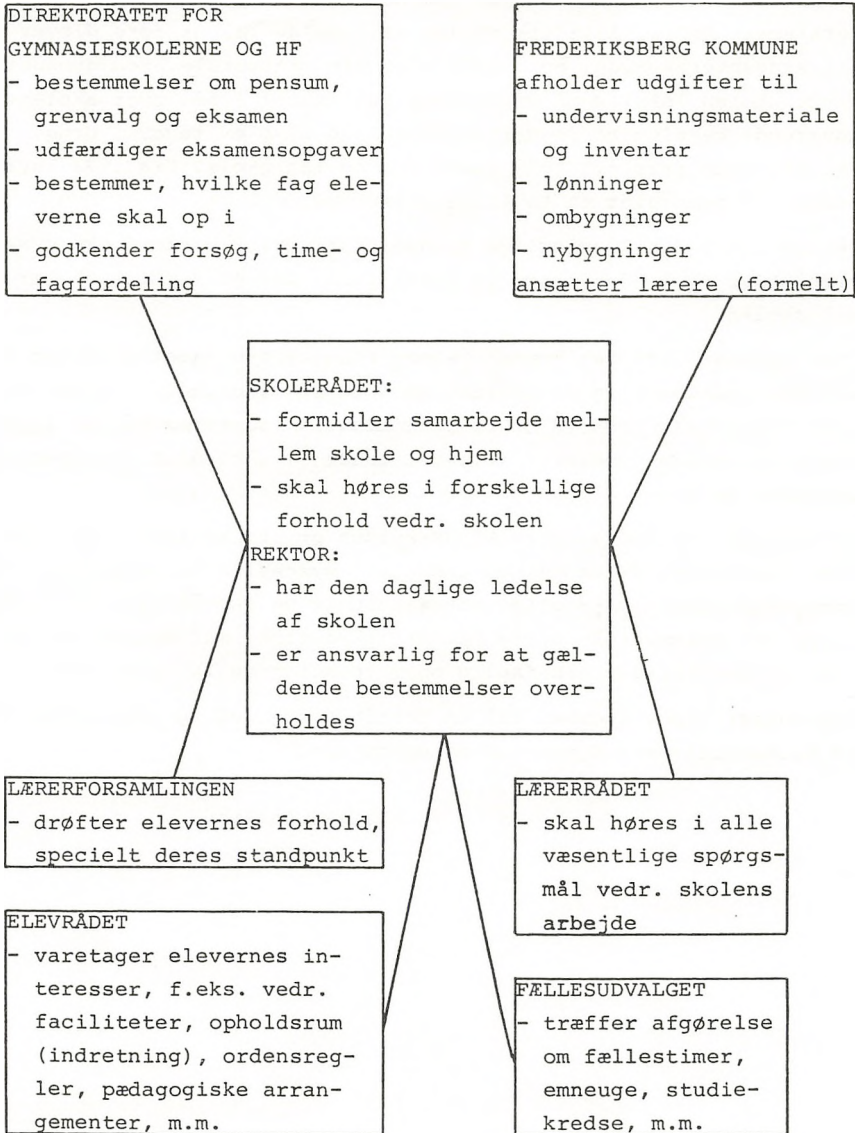 DIREKTORATET FOR
GYMNASIESKOLERNE OG HF
- bestemmelser om pensum,
grenvalg og eksamen
- udfærdiger eksamensopgaver
- bestemmer, hvilke fag ele-
verne skal op i
- godkender forsøg, time- og
fagfordeling
FREDERIKSBERG KOMMUNE
afholder udgifter til
- undervisningsmateriale
og inventar
- lønninger
- ombygninger
- nybygninger
ansætter lærere (formelt)
SKOLERÅDET:
- formidler samarbejde mel-
lem skole og hjem
- skal høres i forskellige
forhold vedr. skolen
REKTOR:
- har den daglige ledelse
af skolen
- er ansvarlig for at gæl-
dende bestemmelser over-
holdes
LÆRERFORSAMLINGEN
- drøfter elevernes forhold,
specielt deres standpunkt
LÆRERRÅDET
- skal høres i alle
væsentlige spørgs-
mål vedr. skolens
arbejde
ELEVRÅDET
- varetager elevernes in-
teresser, f.eks. vedr.
faciliteter, opholdsrum
(indretning), ordensreg-
ler, pædagogiske arran-
gementer, m.m.
FÆLLESUDVALGET
- træffer afgørelse
om fællestimer,
emneuge, studie-
kredse, m.m.